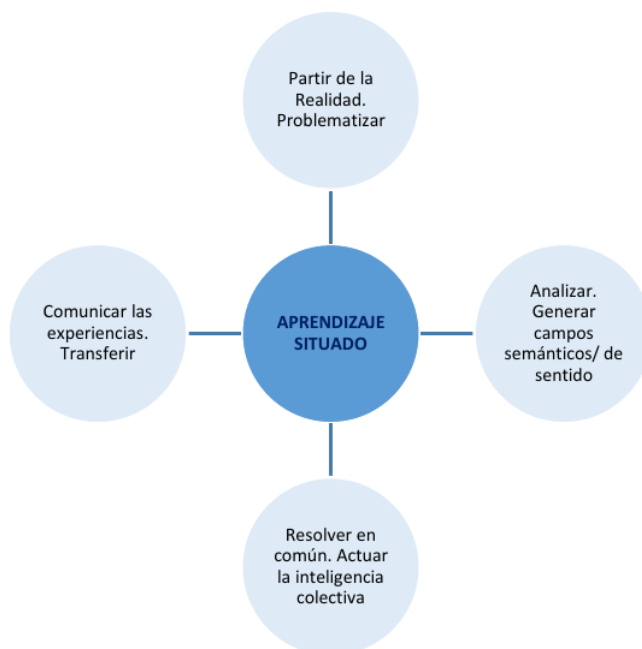 Partir de la
Realidad.
Problematizar
Comunicar las
experiencias.
Transferir
APRENDIZAJE
SITUADO
Analizar.
Generar
campos
semánticos/ de
sentido
Resolver en
común. Actuar
la inteligencia
colectiva